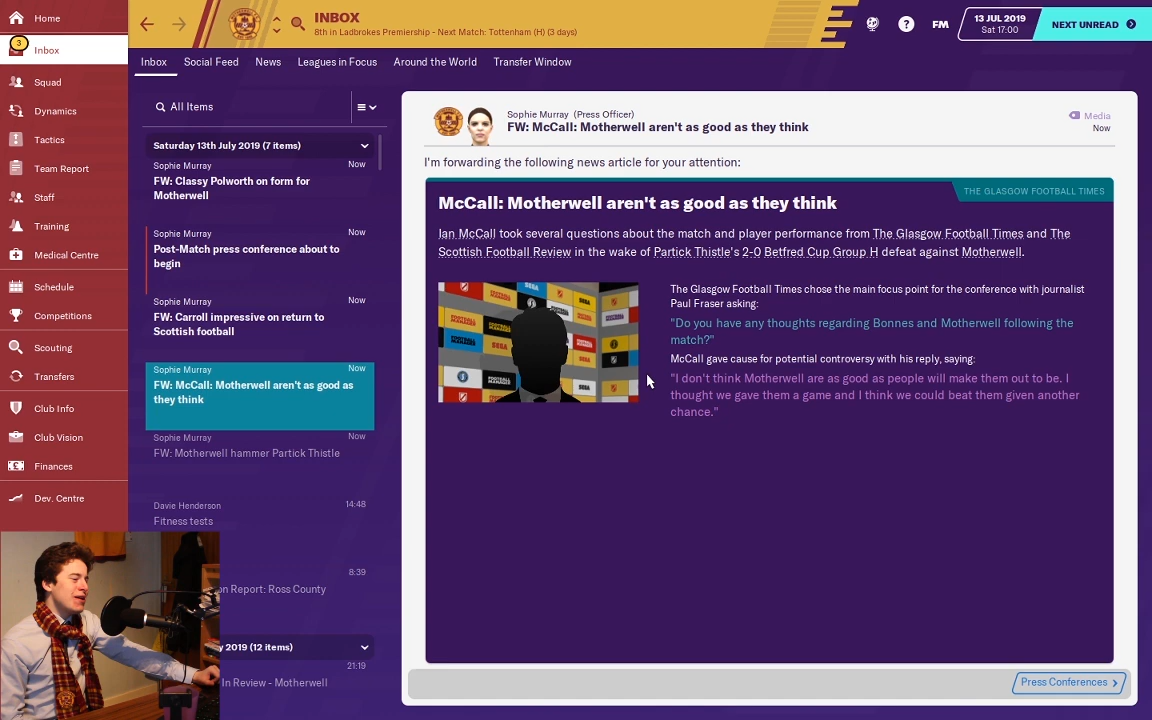 Home
3
Inbox
Squad
Dynamics
Tactics
Team Report
Staff
Training
Medical Centre
Schedule
Competitions
Scouting
Transfers
Club Info
Club Vision
Finances
Dev. Centre
INBOX
8th in Ladbrokes Premiership - Next Match: Tottenham (H) (3 days)
?
FM
13 JUL 2019
Sat 17:00
NEXT UNREAD
Inbox
Social Feed
News
Leagues in Focus
Around the World
Transfer Window
All Items
Saturday 13th July 2019 (7 items)
Sophie Murray
Now
FW: Classy Polworth on form for
Motherwell
Sophie Murray
Now
Post-Match press conference about to
begin
Sophie Murray
Now
FW: Carroll impressive on return to
Scottish football
Sophie Murray
Now
FW: McCall: Motherwell aren't as good as
they think
Sophie Murray
Now
FW: Motherwell hammer Partick Thistle
Davie Henderson
14:48
Fitness tests
8:39
on Report: Ross County
y 2019 (12 items)
21:19
In Review - Motherwell
Sophie Murray (Press Officer)
FW: McCall: Motherwell aren't as good as they think
Media
Now
I'm forwarding the following news article for your attention:
THE GLASGOW FOOTBALL TIMES
McCall: Motherwell aren't as good as they think
Ian McCall took several questions about the match and player performance from The Glasgow Football Times and The
Scottish Football Review in the wake of Partick Thistle's 2-0 Betfred Cup Group H defeat against Motherwell.
The Glasgow Football Times chose the main focus point for the conference with journalist
Paul Fraser asking:
"Do you have any thoughts regarding Bonnes and Motherwell following the
match?"
McCall gave cause for potential controversy with his reply, saying:
"I don't think Motherwell are as good as people will make them out to be. I
thought we gave them a game and I think we could beat them given another
chance."
Press Conferences